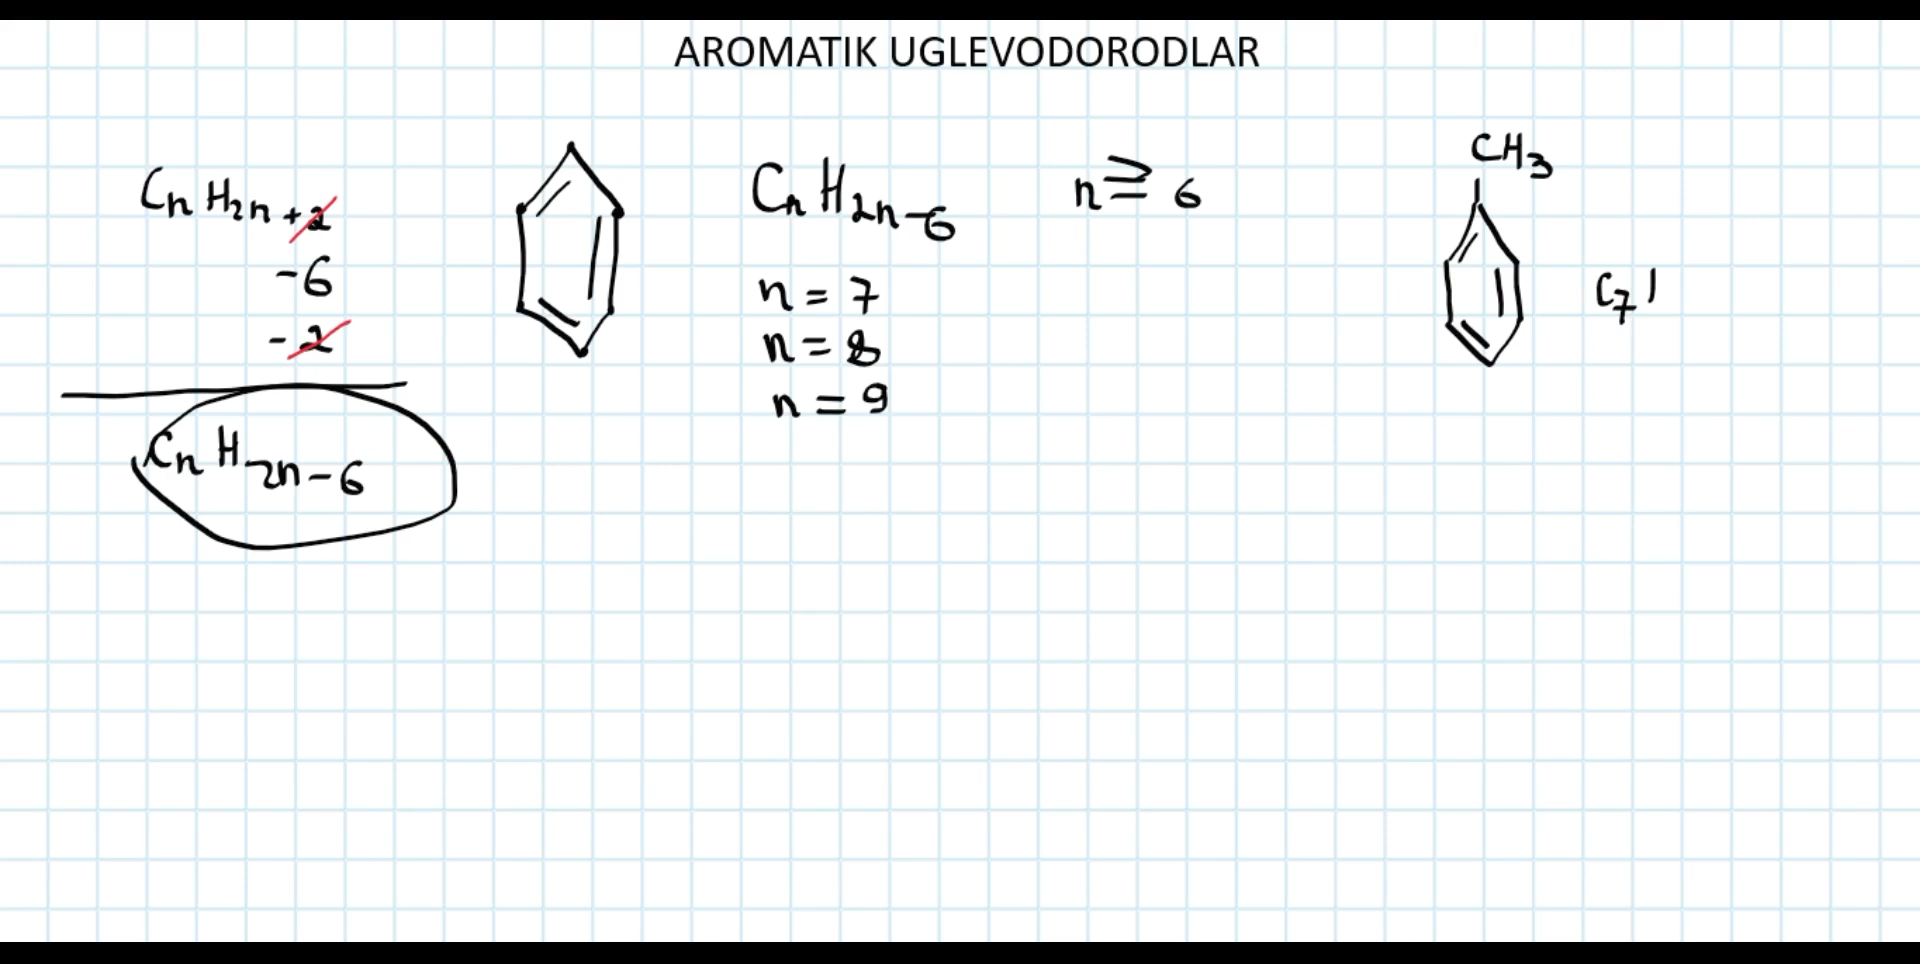 AROMATIK UGLEVODORODLAR
CnH2n+2
-6
-2
CnH2n-6
CnH2n-6
n ≥ 6
n = 7
n = 8
n = 9
CH3
C7